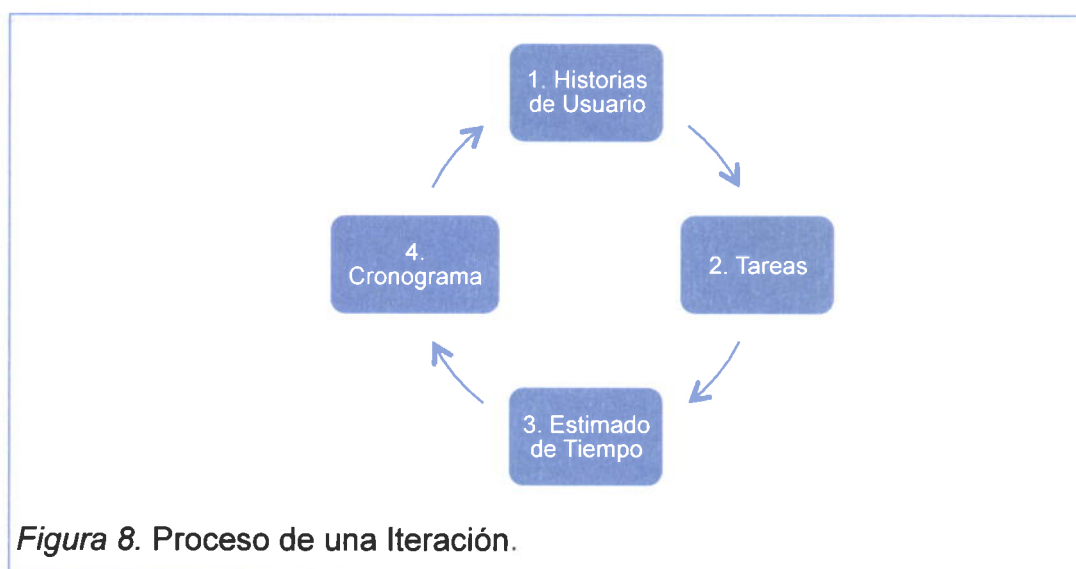 1. Historias
de Usuario
2. Tareas
3. Estimado
de Tiempo
4.
Cronograma
Figura 8. Proceso de una Iteración.